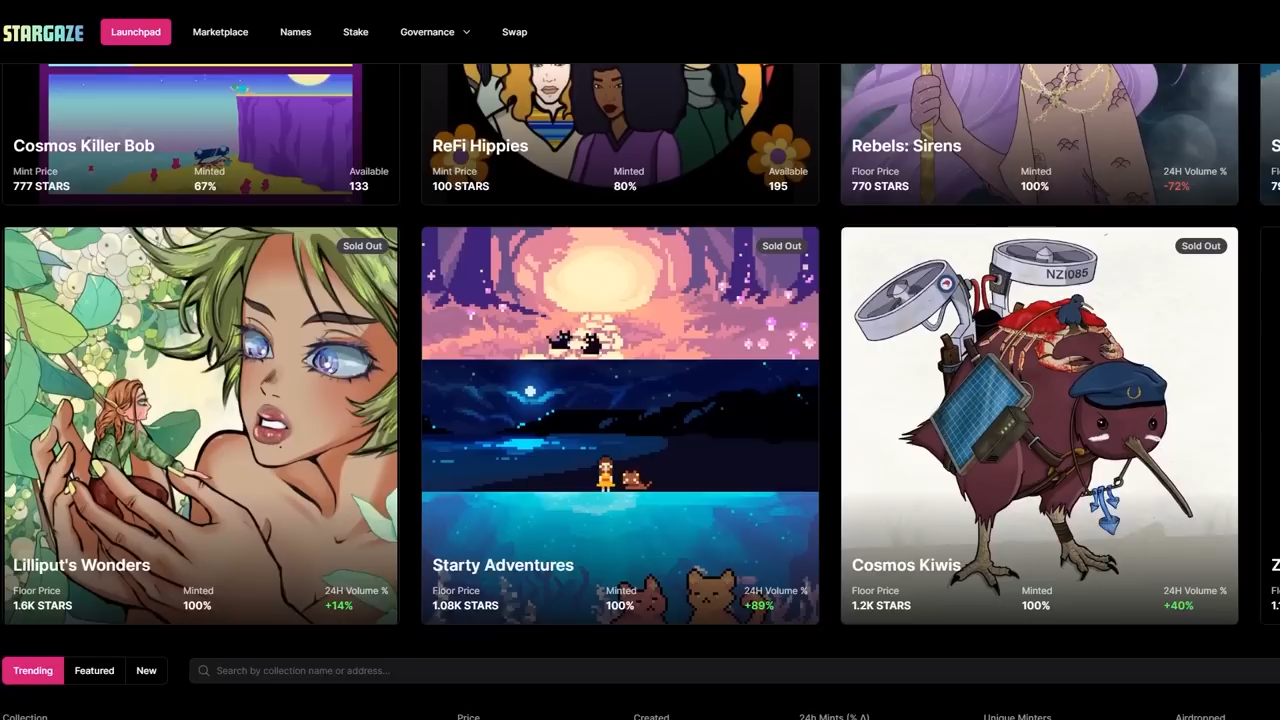 STARGAZE
Launchpad
Marketplace
Names
Stake
Governance
Swap
Cosmos Killer Bob
Mint Price Minted Available
777 STARS 67% 133
ReFi Hippies
Mint Price Minted Available
100 STARS 80% 195
Rebels: Sirens
Floor Price Minted 24H Volume %
770 STARS 100% -72%
Sold Out
Lilliput's Wonders
Floor Price Minted 24H Volume %
1.6K STARS 100% +14%
Sold Out
Starty Adventures
Floor Price Minted 24H Volume %
1.08K STARS 100% +89%
Sold Out
NZI085
Cosmos Kiwis
Floor Price Minted 24H Volume %
1.2K STARS 100% +40%
Trending Featured New
Search by collection name or address...
Collection Price Created 24h Mints (% Δ) Unique Minters Airdropped